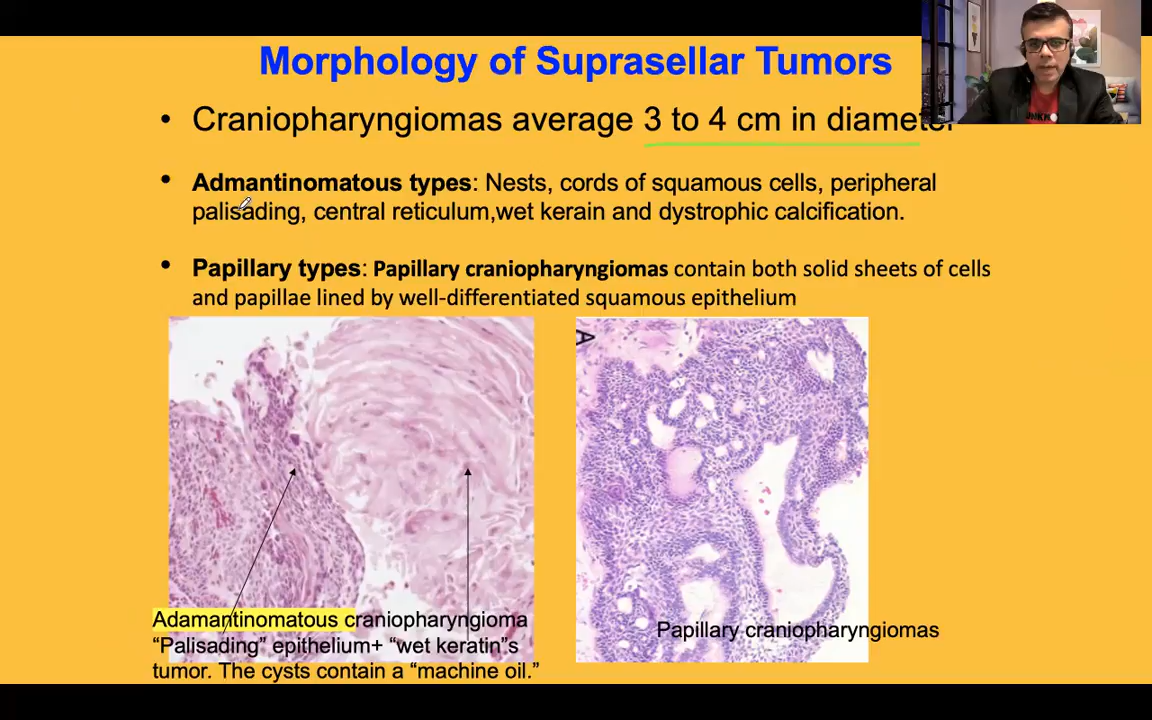 Morphology of Suprasellar Tumors
• Craniopharyngiomas average 3 to 4 cm in diameter
• Admantinomatous types: Nests, cords of squamous cells, peripheral
palisading, central reticulum,wet kerain and dystrophic calcification.
• Papillary types: Papillary craniopharyngiomas contain both solid sheets of cells
and papillae lined by well-differentiated squamous epithelium
A
Adamantinomatous craniopharyngioma
“Palisading” epithelium+ “wet keratin”s
tumor. The cysts contain a “machine oil.”
Papillary craniopharyngiomas